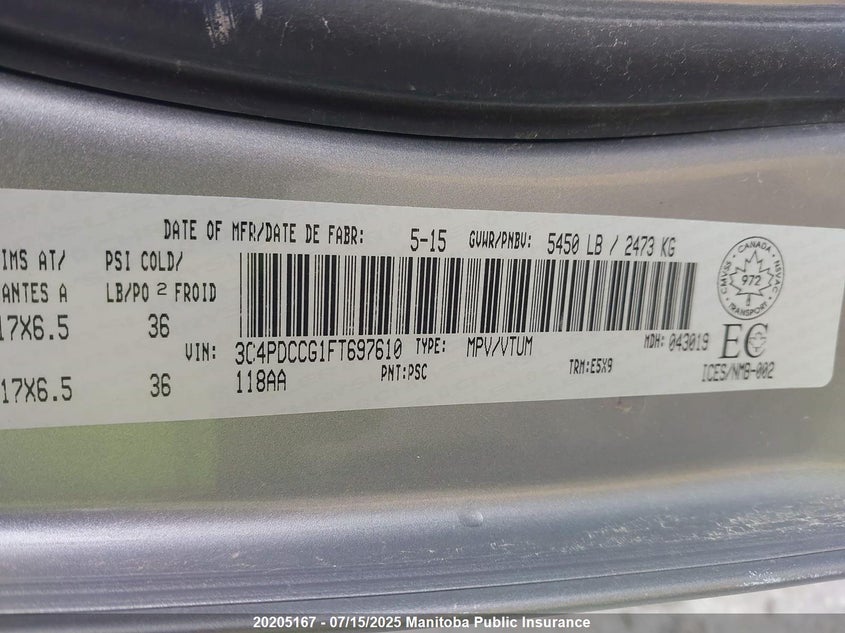 DATE OF MFR/DATE DE FABR: 5-15 GVWR/PNBV: 5450 LB / 2473 KG
IMS AT/ PSI COLD/
ANTES A LB/PO 2 FROID
17X6.5 36
VIN: 3C4PDCCG1FT697610 TYPE: MPV/VTUM MDH: 043019
118AA PNT:PSC TRM:E5X9
17X6.5 36
CANADA
CMVSS NSVAC
972
TRANSPORT
EC
ICES/NMB-002
20205167 - 07/15/2025 Manitoba Public Insurance